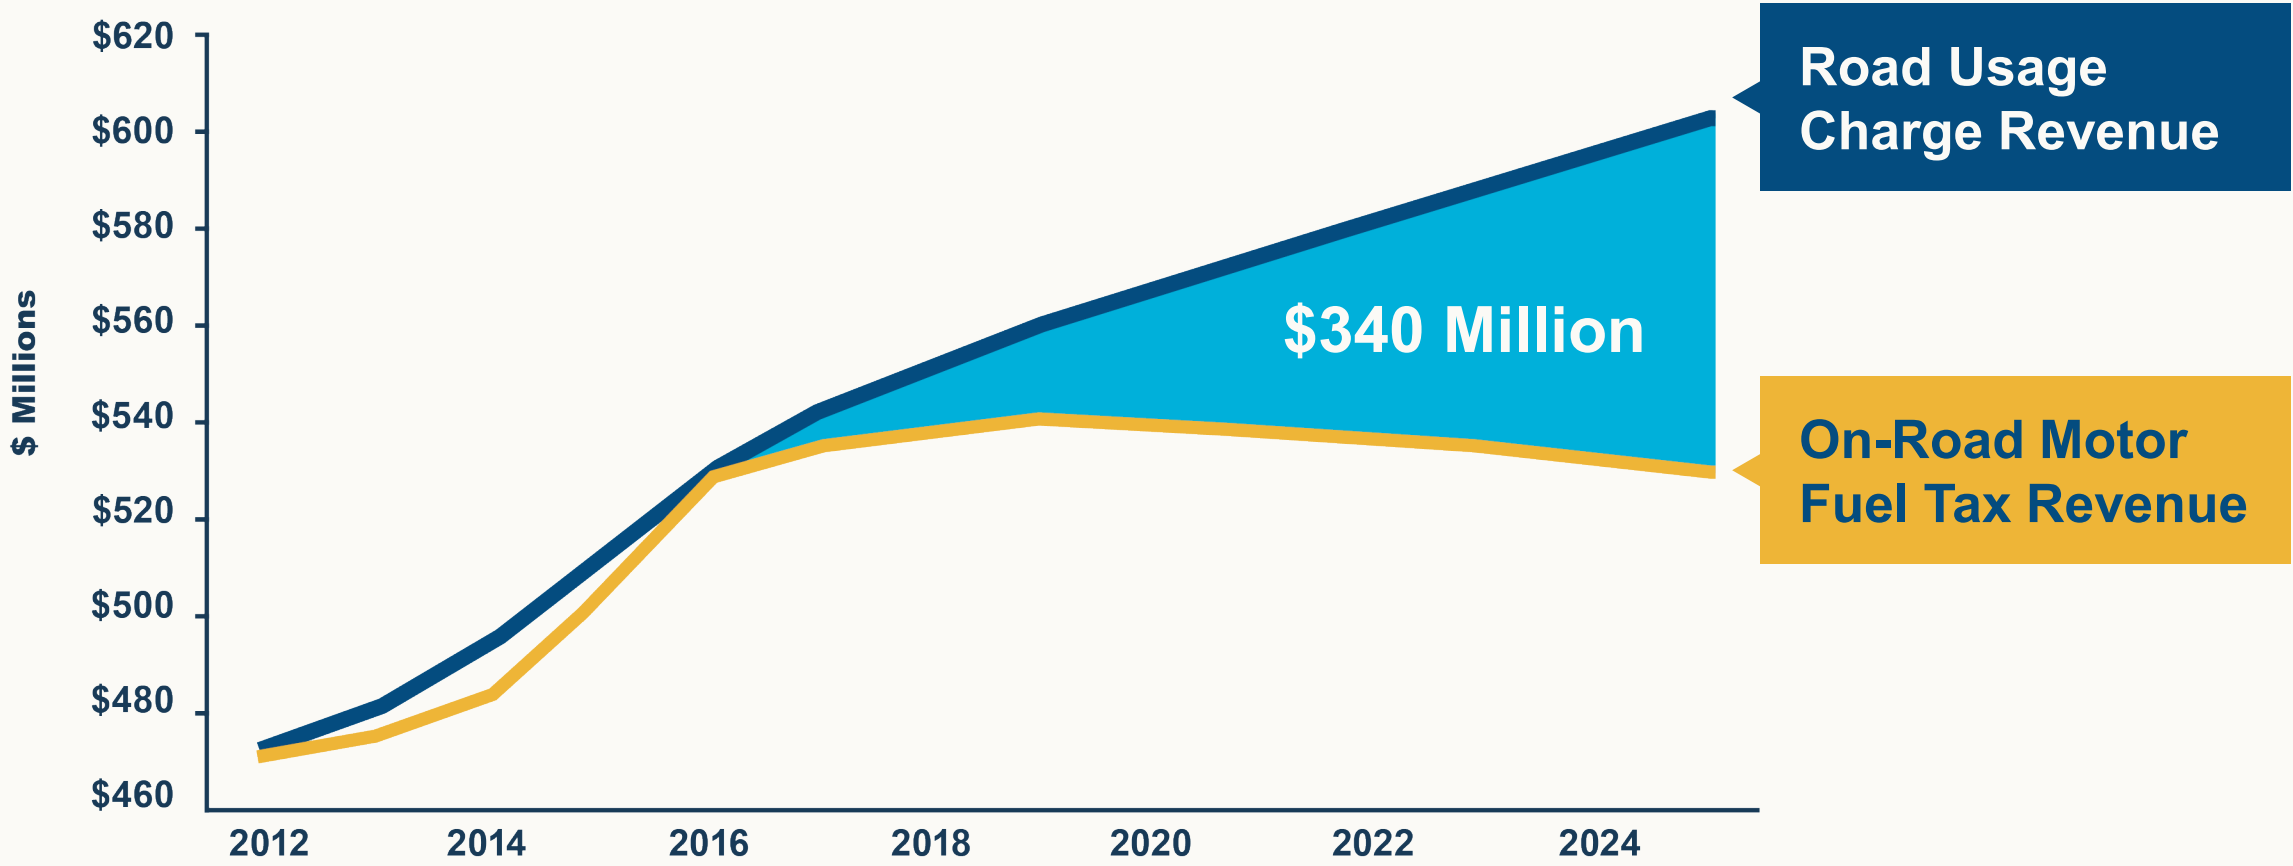 $620
$600
$580
$560
$540
$520
$500
$480
$460
$ Millions
2012 2014 2016 2018 2020 2022 2024
$340 Million
Road Usage
Charge Revenue
On-Road Motor
Fuel Tax Revenue